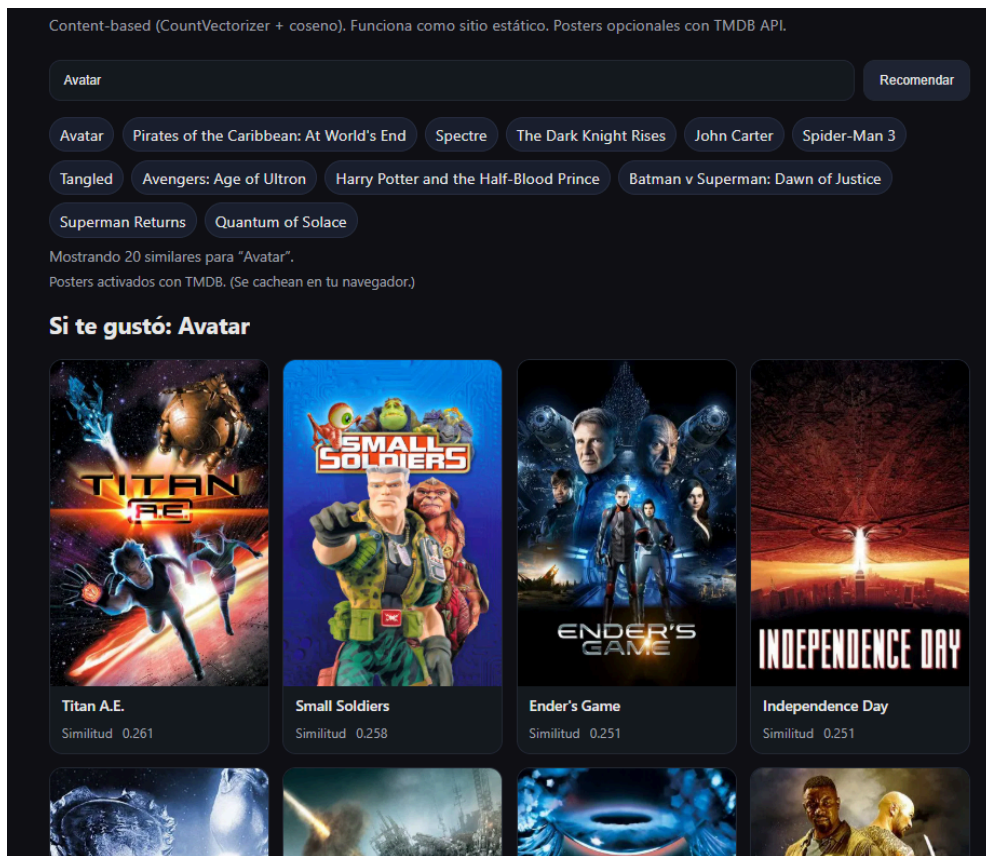 Content-based (CountVectorizer + coseno). Funciona como sitio estático. Posters opcionales con TMDB API.
Avatar
Recomendar
Avatar
Pirates of the Caribbean: At World's End
Spectre
The Dark Knight Rises
John Carter
Spider-Man 3
Tangled
Avengers: Age of Ultron
Harry Potter and the Half-Blood Prince
Batman v Superman: Dawn of Justice
Superman Returns
Quantum of Solace
Mostrando 20 similares para “Avatar”.
Posters activados con TMDB. (Se cachean en tu navegador.)
Si te gustó: Avatar
TITAN
A.E.
SMALL
SOLDIERS
ENDER'S
GAME
INDEPENDENCE DAY
Titan A.E.
Similitud 0.261
Small Soldiers
Similitud 0.258
Ender's Game
Similitud 0.251
Independence Day
Similitud 0.251